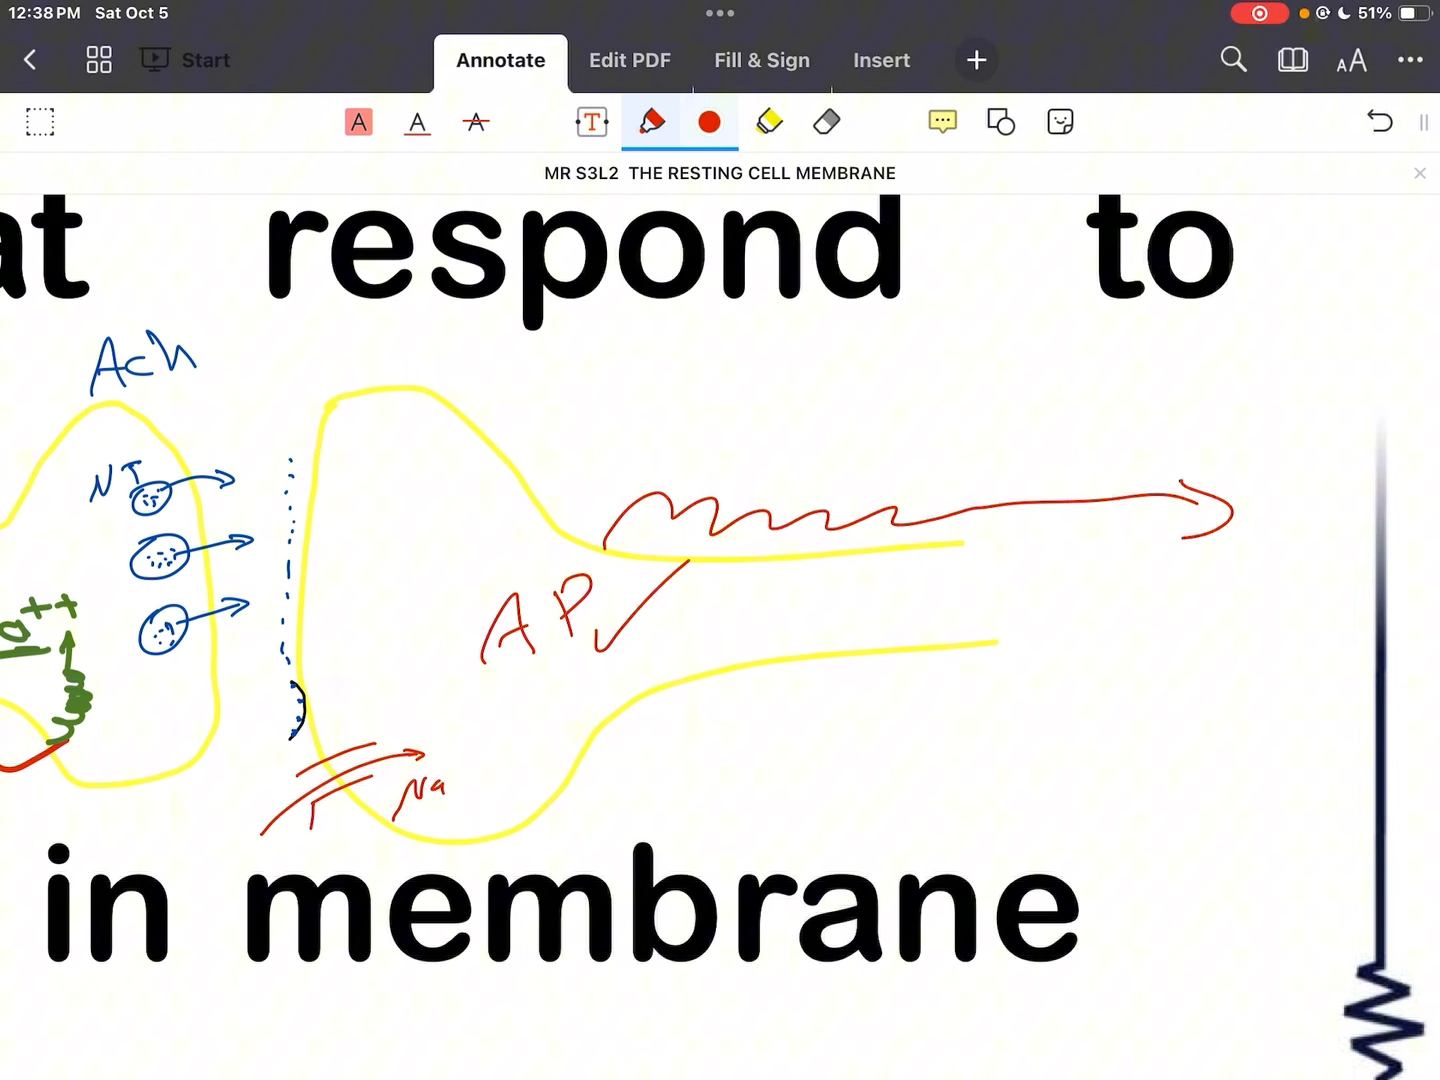 12:38 PM Sat Oct 5
51%
Start
Annotate
Edit PDF
Fill & Sign
Insert
AA
A
A
A
T
MR S3L2 THE RESTING CELL MEMBRANE
at respond to
Ach
NT
AP
++
Na
in membrane